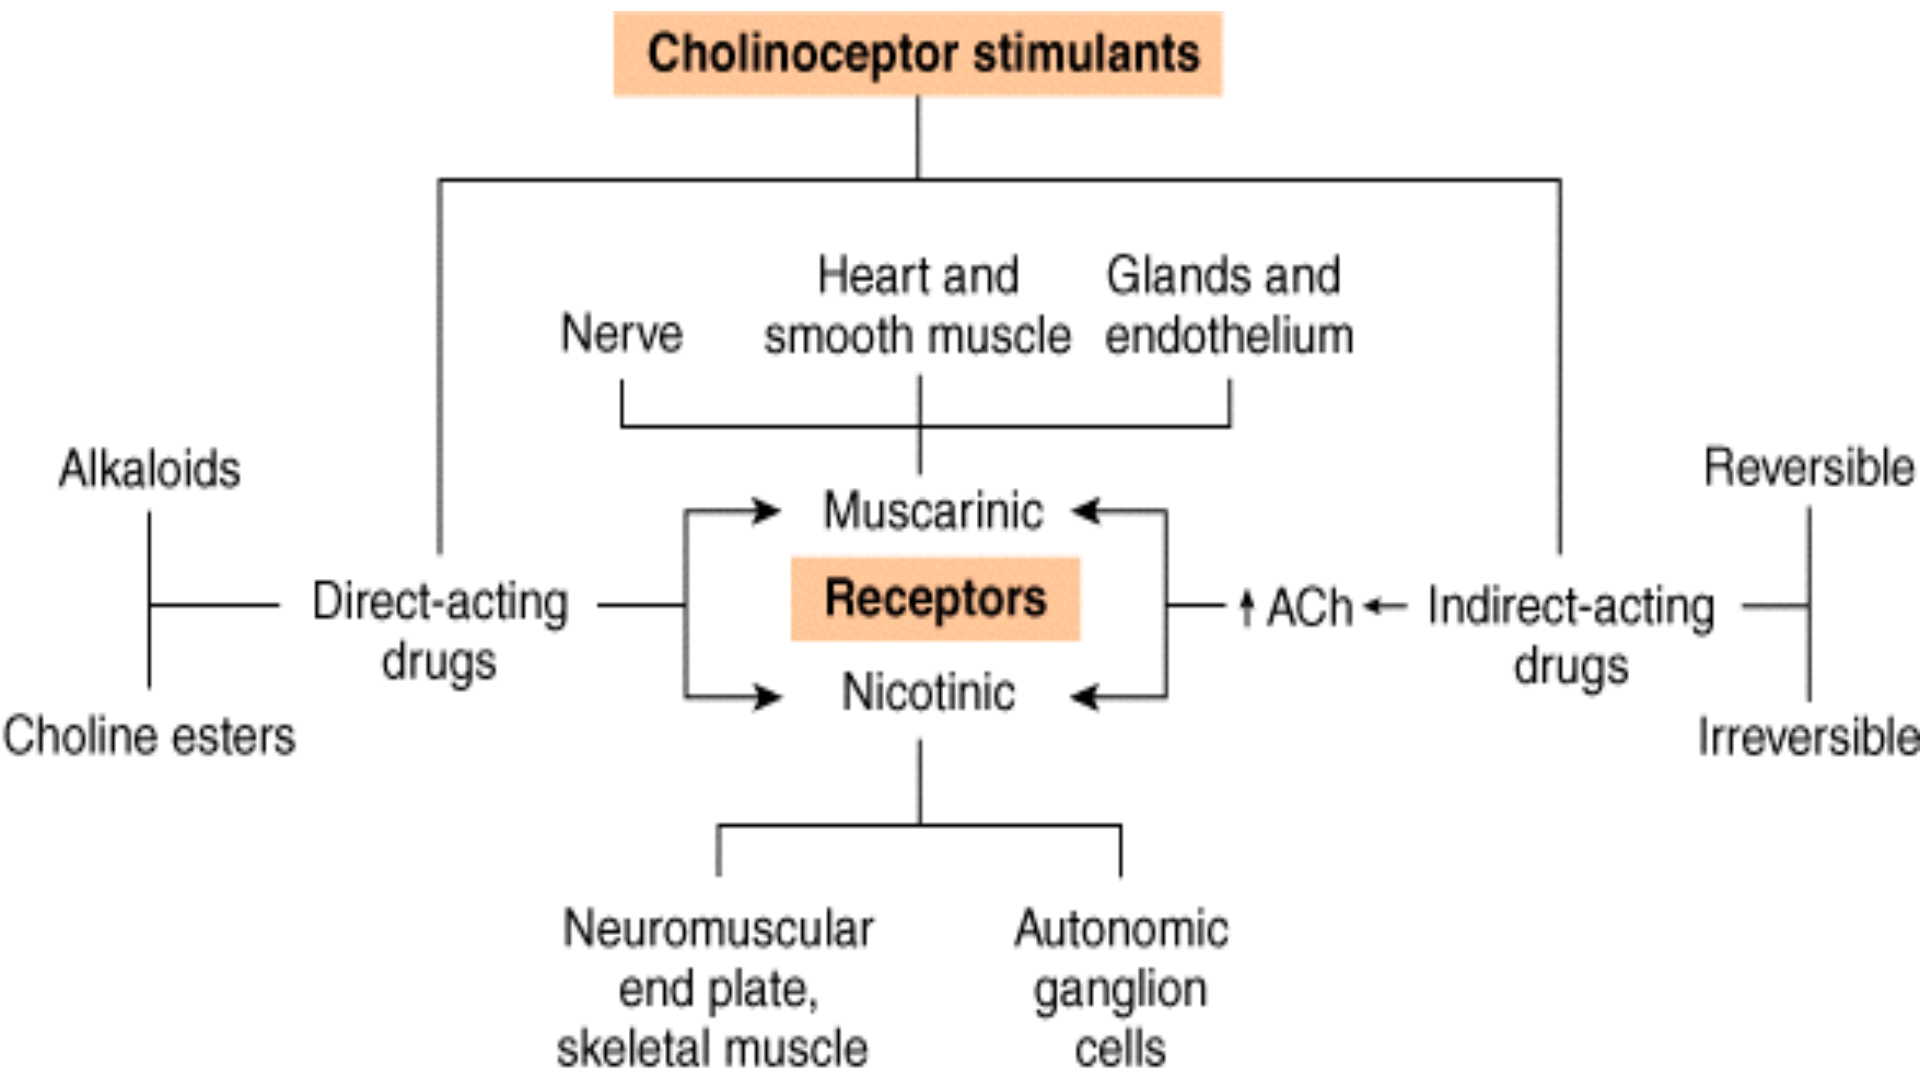 Cholinoceptor stimulants
Nerve
Heart and
smooth muscle
Glands and
endothelium
Alkaloids
Choline esters
Direct-acting
drugs
Muscarinic
Receptors
Nicotinic
↑ ACh
Indirect-acting
drugs
Reversible
Irreversible
Neuromuscular
end plate,
skeletal muscle
Autonomic
ganglion
cells